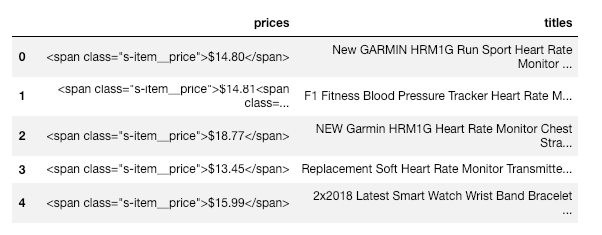 prices titles
0 <span class="s-item__price">$14.80</span> New GARMIN HRM1G Run Sport Heart Rate
Monitor ...
1 <span class="s-item__price">$14.81<span
class=... F1 Fitness Blood Pressure Tracker Heart Rate M...
2 <span class="s-item__price">$18.77</span> NEW Garmin HRM1G Heart Rate Monitor Chest
Stra...
3 <span class="s-item__price">$13.45</span> Replacement Soft Heart Rate Monitor Transmitte...
4 <span class="s-item__price">$15.99</span> 2x2018 Latest Smart Watch Wrist Band Bracelet
...